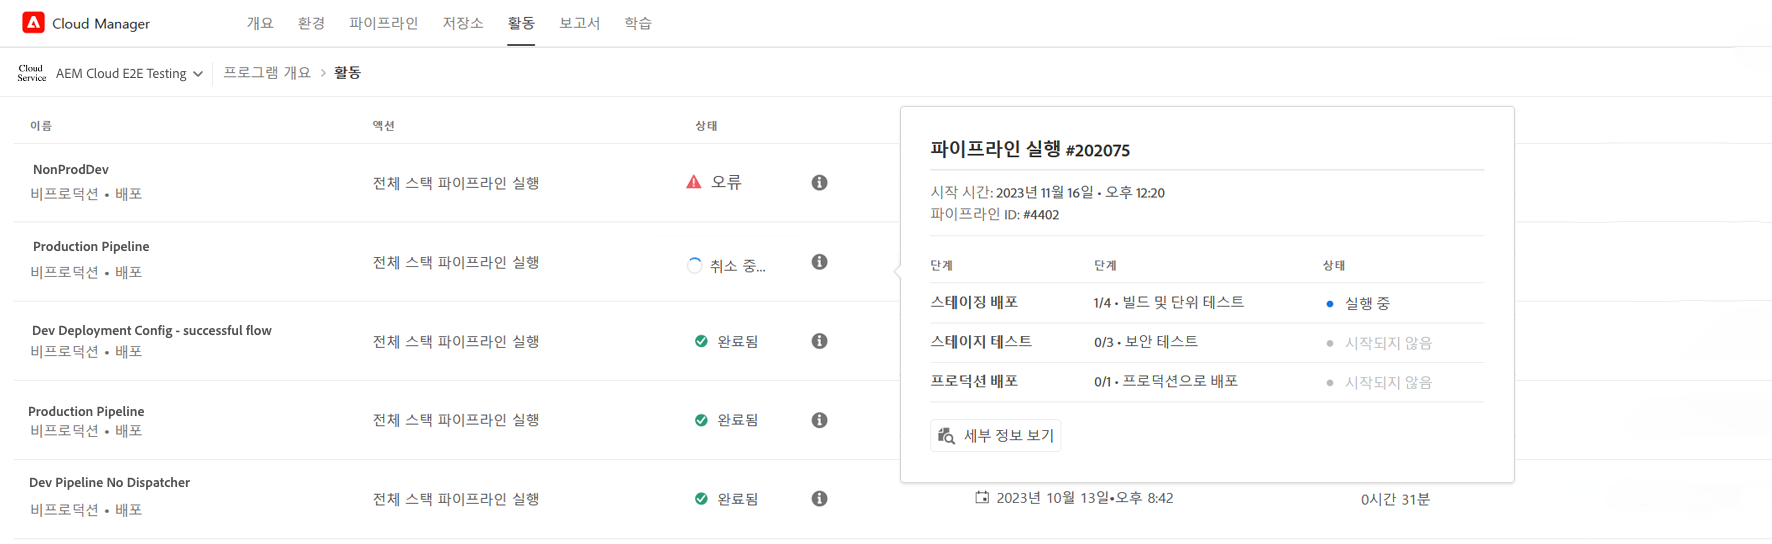 Cloud Manager 개요 환경 파이프라인 저장소 활동 보고서 학습
Cloud Service AEM Cloud E2E Testing 프로그램 개요 > 활동
이름 액션 상태
NonProdDev
비프로덕션 • 배포
전체 스택 파이프라인 실행
오류
Production Pipeline
비프로덕션 • 배포
전체 스택 파이프라인 실행
취소 중...
Dev Deployment Config - successful flow
비프로덕션 • 배포
전체 스택 파이프라인 실행
완료됨
Production Pipeline
비프로덕션 • 배포
전체 스택 파이프라인 실행
완료됨
Dev Pipeline No Dispatcher
비프로덕션 • 배포
전체 스택 파이프라인 실행
완료됨
2023년 10월 13일•오후 8:42
0시간 31분
파이프라인 실행 #202075
시작 시간: 2023년 11월 16일 • 오후 12:20
파이프라인 ID: #4402
단계 단계 상태
스테이징 배포 1/4 • 빌드 및 단위 테스트 실행 중
스테이지 테스트 0/3 • 보안 테스트 시작되지 않음
프로덕션 배포 0/1 • 프로덕션으로 배포 시작되지 않음
세부 정보 보기